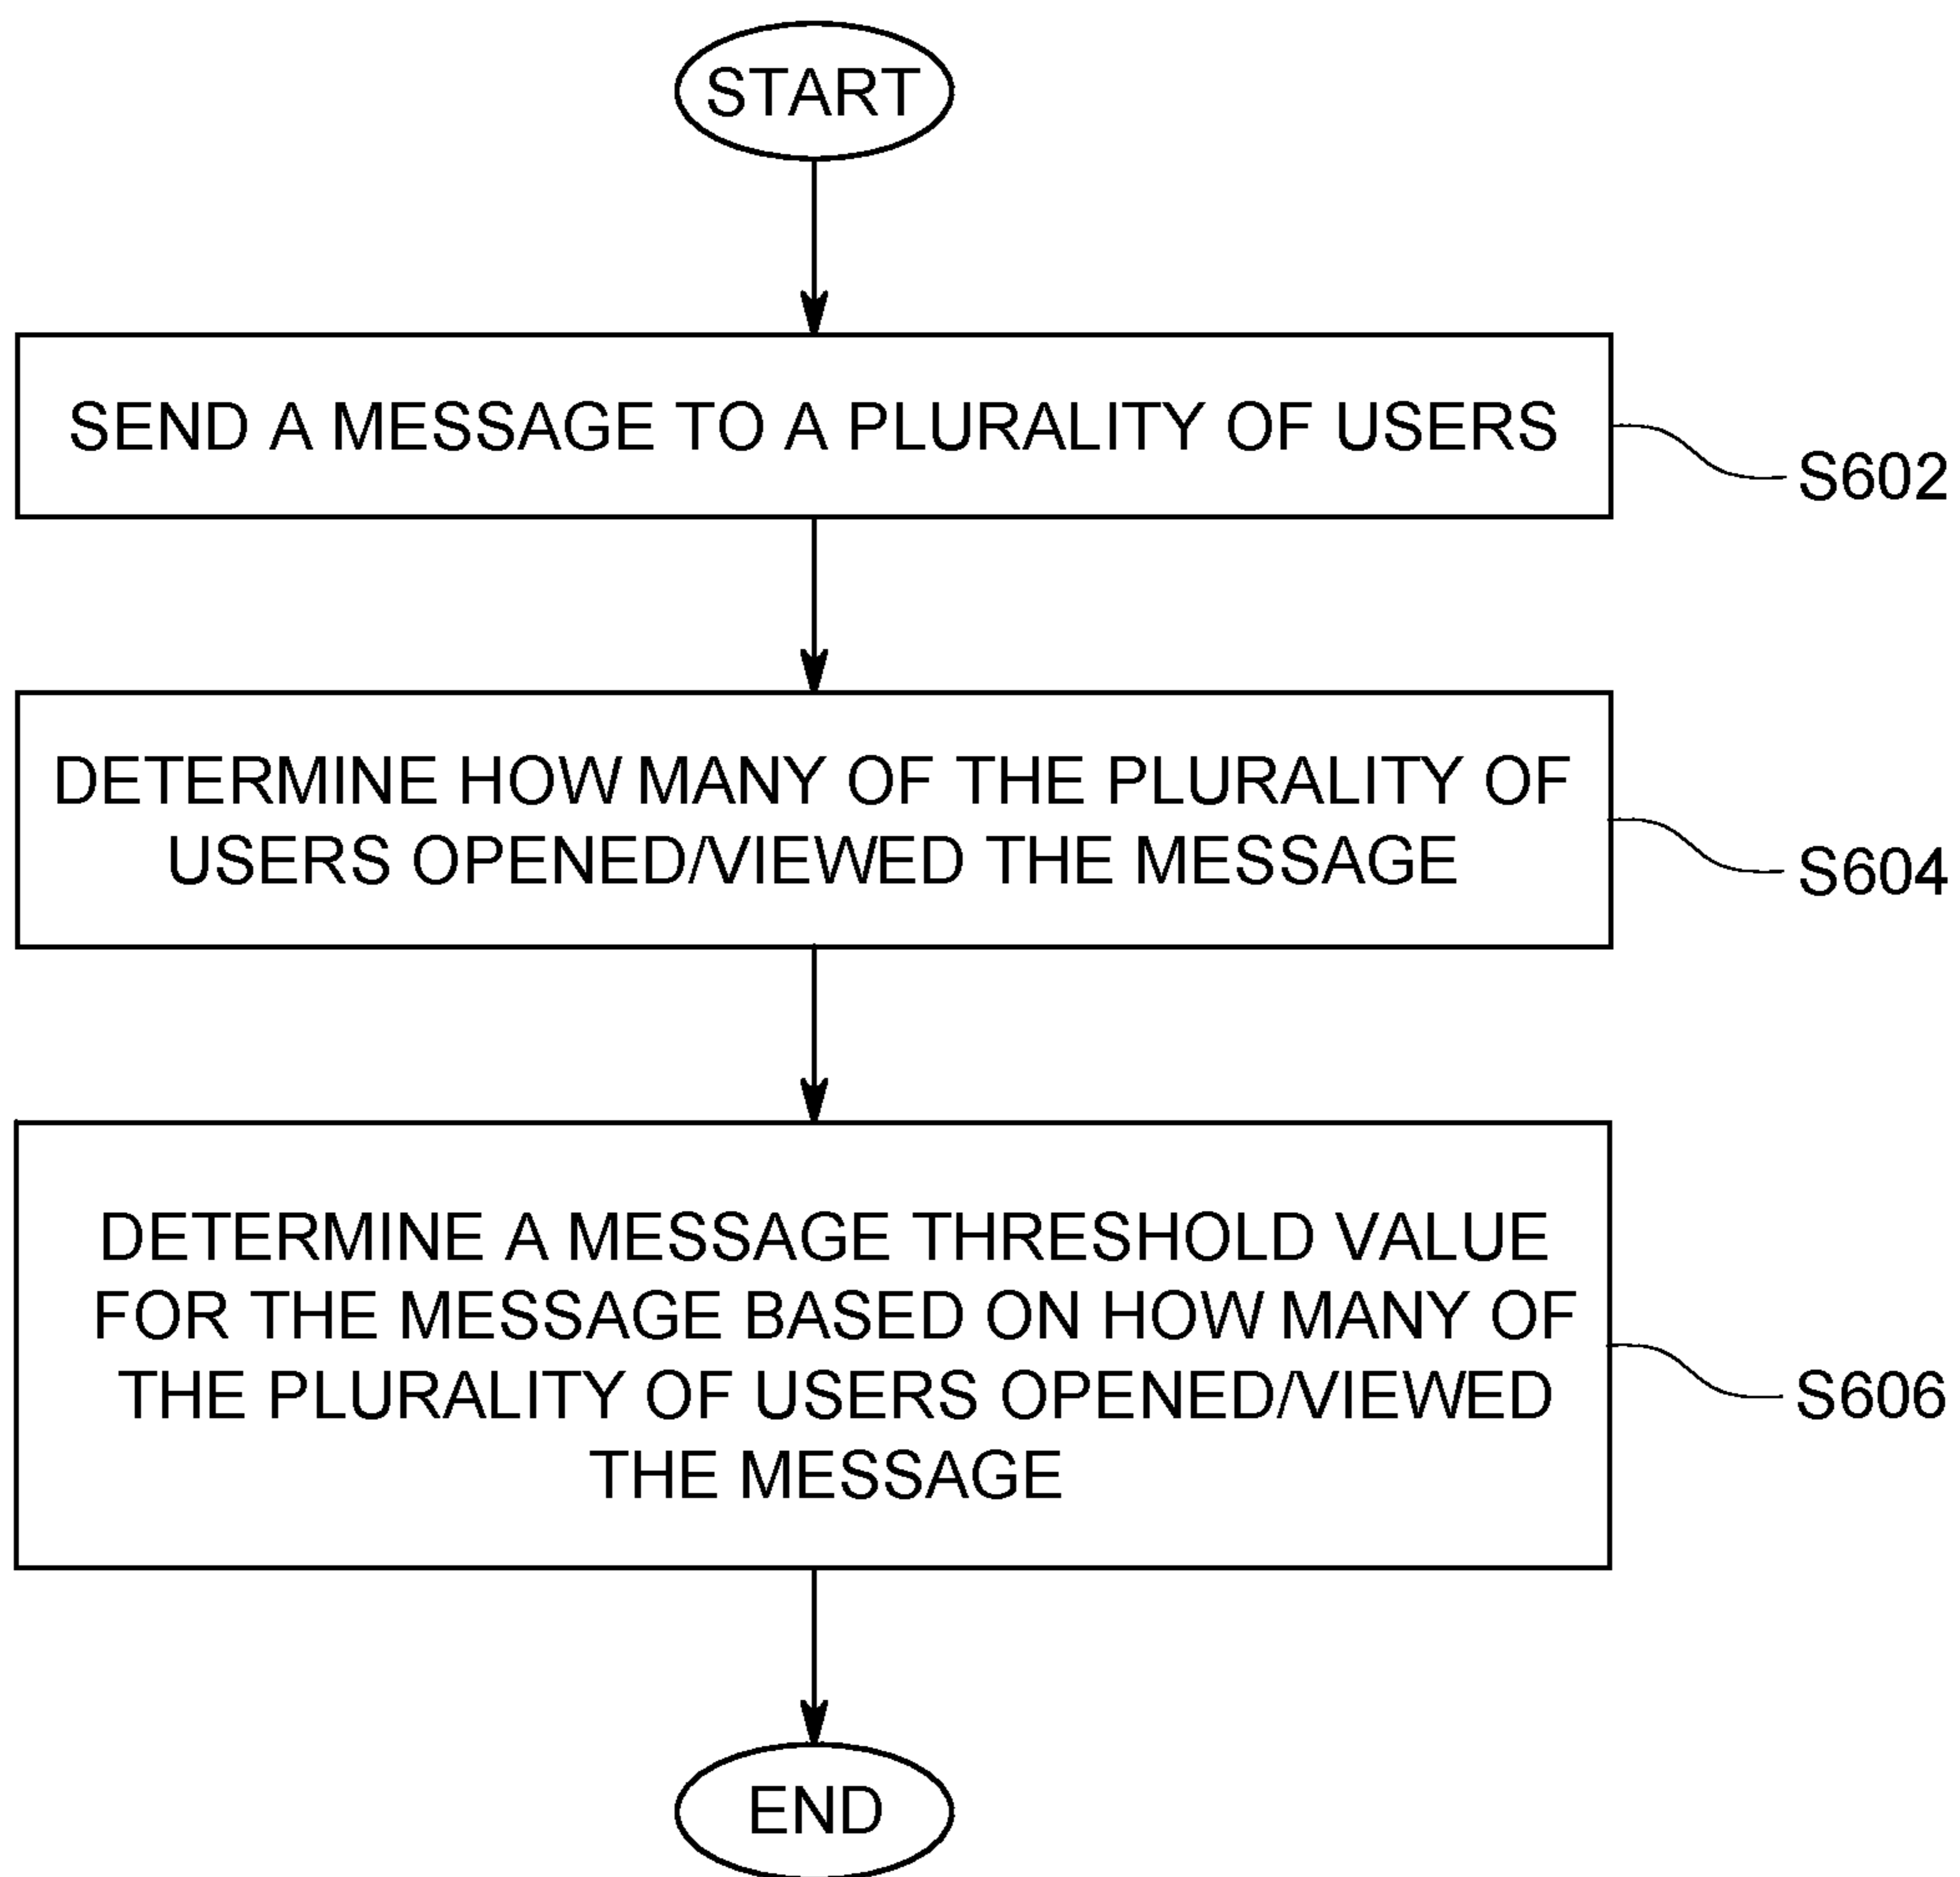 START
SEND A MESSAGE TO A PLURALITY OF USERS
S602
DETERMINE HOW MANY OF THE PLURALITY OF
USERS OPENED/VIEWED THE MESSAGE
S604
DETERMINE A MESSAGE THRESHOLD VALUE
FOR THE MESSAGE BASED ON HOW MANY OF
THE PLURALITY OF USERS OPENED/VIEWED
THE MESSAGE
S606
END